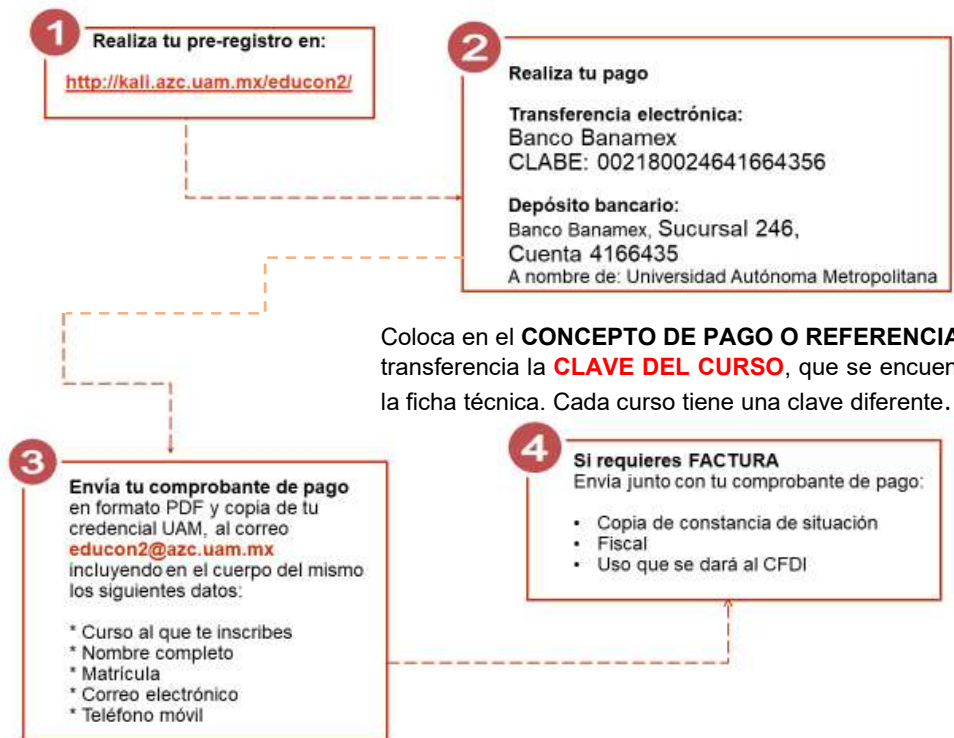 1
Realiza tu pre-registro en:
http://kali.azc.uam.mx/educon2/
2
Realiza tu pago
Transferencia electrónica:
Banco Banamex
CLABE: 002180024641664356
Depósito bancario:
Banco Banamex, Sucursal 246,
Cuenta 4166435
A nombre de: Universidad Autónoma Metropolitana
Coloca en el CONCEPTO DE PAGO O REFERENCIA
transferencia la CLAVE DEL CURSO, que se encuen
la ficha técnica. Cada curso tiene una clave diferente.
3
Envía tu comprobante de pago
en formato PDF y copia de tu
credencial UAM, al correo
educon2@azc.uam.mx
incluyendo en el cuerpo del mismo
los siguientes datos:
* Curso al que te inscribes
* Nombre completo
* Matrícula
* Correo electrónico
* Teléfono móvil
4
Si requieres FACTURA
Envía junto con tu comprobante de pago:
• Copia de constancia de situación
• Fiscal
• Uso que se dará al CFDI